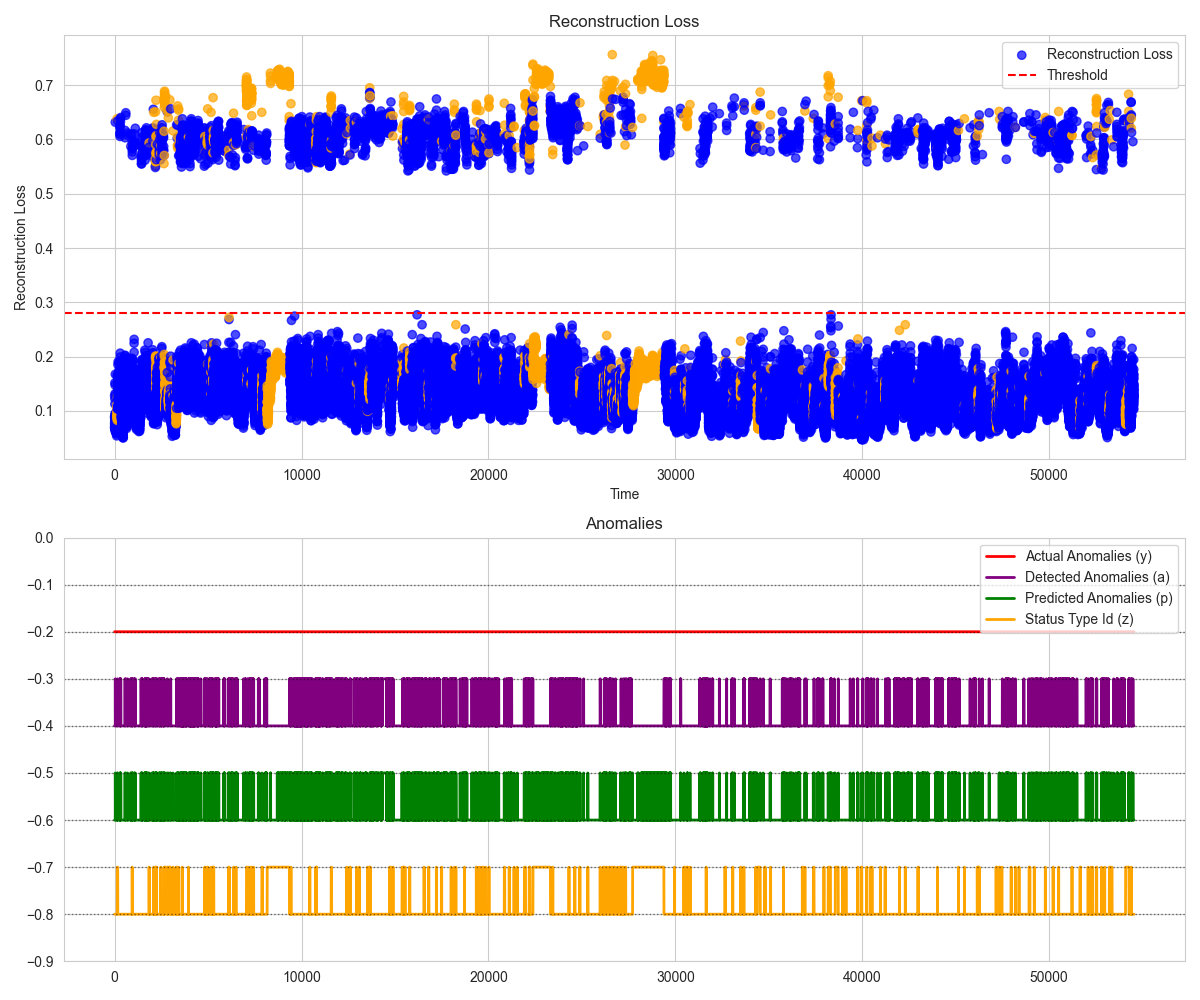 Reconstruction Loss
Reconstruction Loss
Threshold
Reconstruction Loss
0.7
0.6
0.5
0.4
0.3
0.2
0.1
0 10000 20000 30000 40000 50000
Time
Anomalies
Actual Anomalies (y)
Detected Anomalies (a)
Predicted Anomalies (p)
Status Type Id (z)
0.0
−0.1
−0.2
−0.3
−0.4
−0.5
−0.6
−0.7
−0.8
−0.9
0 10000 20000 30000 40000 50000